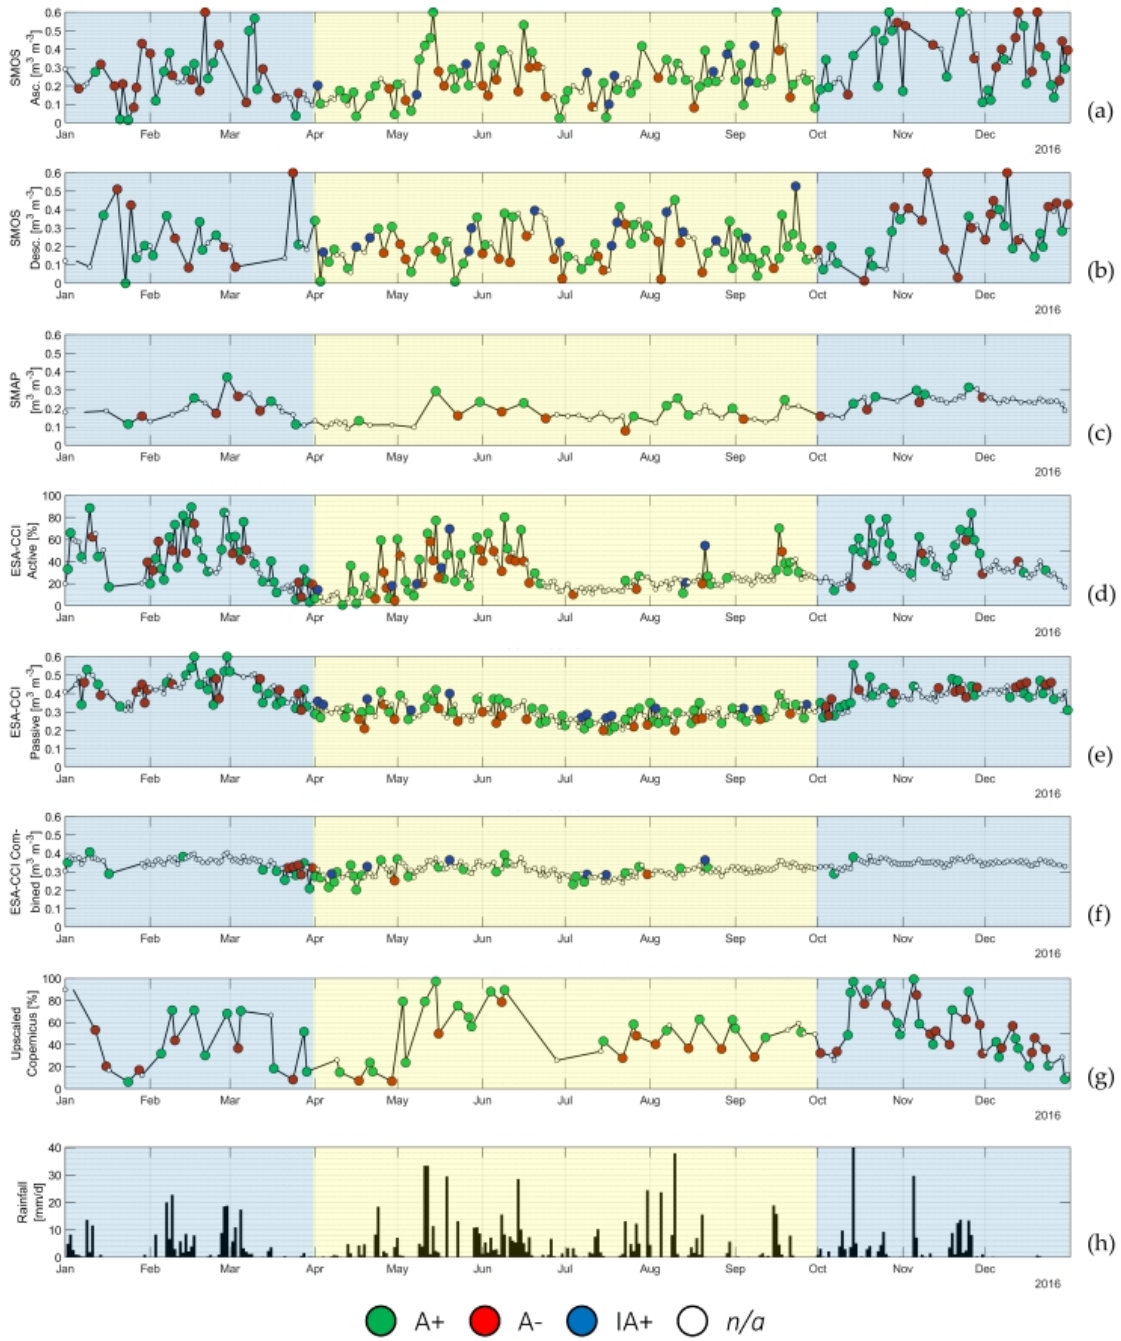 SMOS
Asc. [m³ m-³]
0.6
0.5
0.4
0.3
0.2
0.1
0
Jan Feb Mar Apr May Jun Jul Aug Sep Oct Nov Dec
2016
(a)
SMOS
Desc. [m³ m-³]
0.6
0.5
0.4
0.3
0.2
0.1
0
Jan Feb Mar Apr May Jun Jul Aug Sep Oct Nov Dec
2016
(b)
SMAP
[m³ m-³]
0.6
0.5
0.4
0.3
0.2
0.1
0
Jan Feb Mar Apr May Jun Jul Aug Sep Oct Nov Dec
2016
(c)
ESA-CCI
Active [%]
100
80
60
40
20
0
Jan Feb Mar Apr May Jun Jul Aug Sep Oct Nov Dec
2016
(d)
ESA-CCI
Passive [m³ m-³]
0.6
0.5
0.4
0.3
0.2
0.1
0
Jan Feb Mar Apr May Jun Jul Aug Sep Oct Nov Dec
2016
(e)
ESA-CCI Com-
bined [m³ m-³]
0.6
0.5
0.4
0.3
0.2
0.1
0
Jan Feb Mar Apr May Jun Jul Aug Sep Oct Nov Dec
2016
(f)
Upscaled
Copernicus [%]
100
80
60
40
20
0
Jan Feb Mar Apr May Jun Jul Aug Sep Oct Nov Dec
2016
(g)
Rainfall
[mm/d]
40
30
20
10
0
Jan Feb Mar Apr May Jun Jul Aug Sep Oct Nov Dec
2016
(h)
A+ A- IA+ n/a